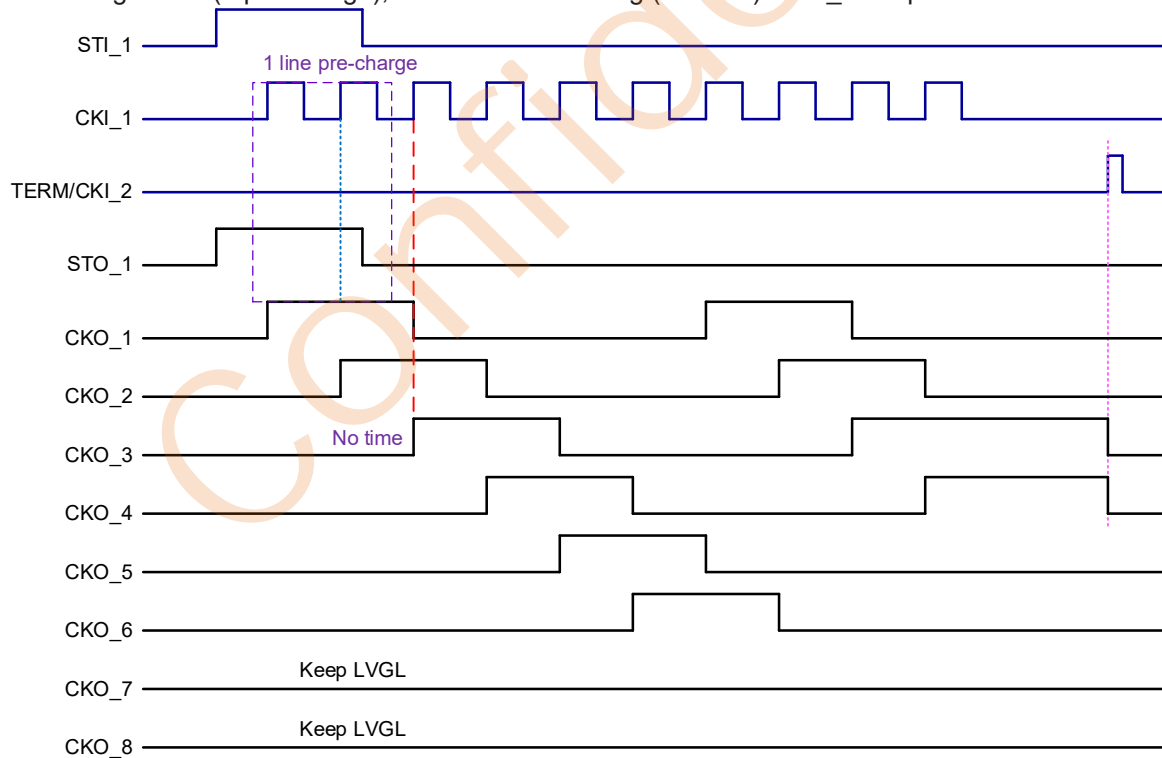 STI_1
1 line pre-charge
CKI_1
TERM/CKI_2
STO_1
CKO_1
CKO_2
No time
CKO_3
CKO_4
CKO_5
CKO_6
Keep LVGL
CKO_7
Keep LVGL
CKO_8
Confide